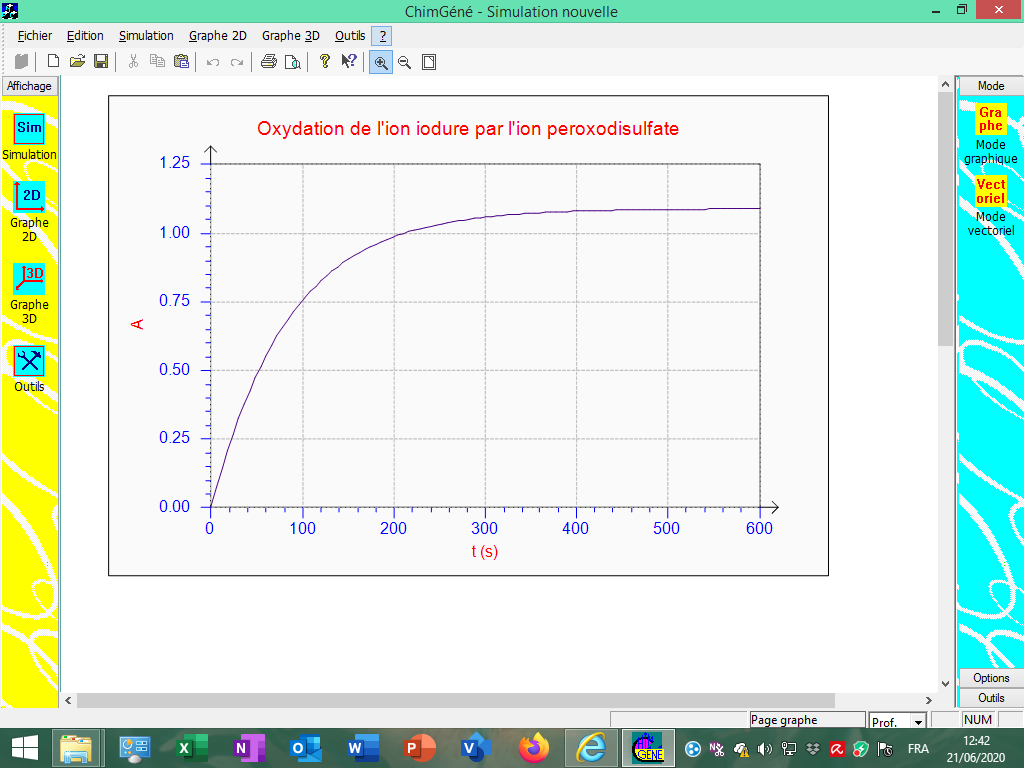 ChimGéné - Simulation nouvelle
Fichier Edition Simulation Graphe 2D Graphe 3D Outils ?
Affichage
Sim
Simulation
2D
Graphe
2D
3D
Graphe
3D
Outils
Oxydation de l'ion iodure par l'ion peroxodisulfate
1.25
1.00
0.75
0.50
0.25
0.00
A
0 100 200 300 400 500 600
t (s)
Mode
Gra
phe
Mode
graphique
Vect
oriel
Mode
vectoriel
Options
Outils
Page graphe Prof. NUM
FRA
12:42
21/06/2020